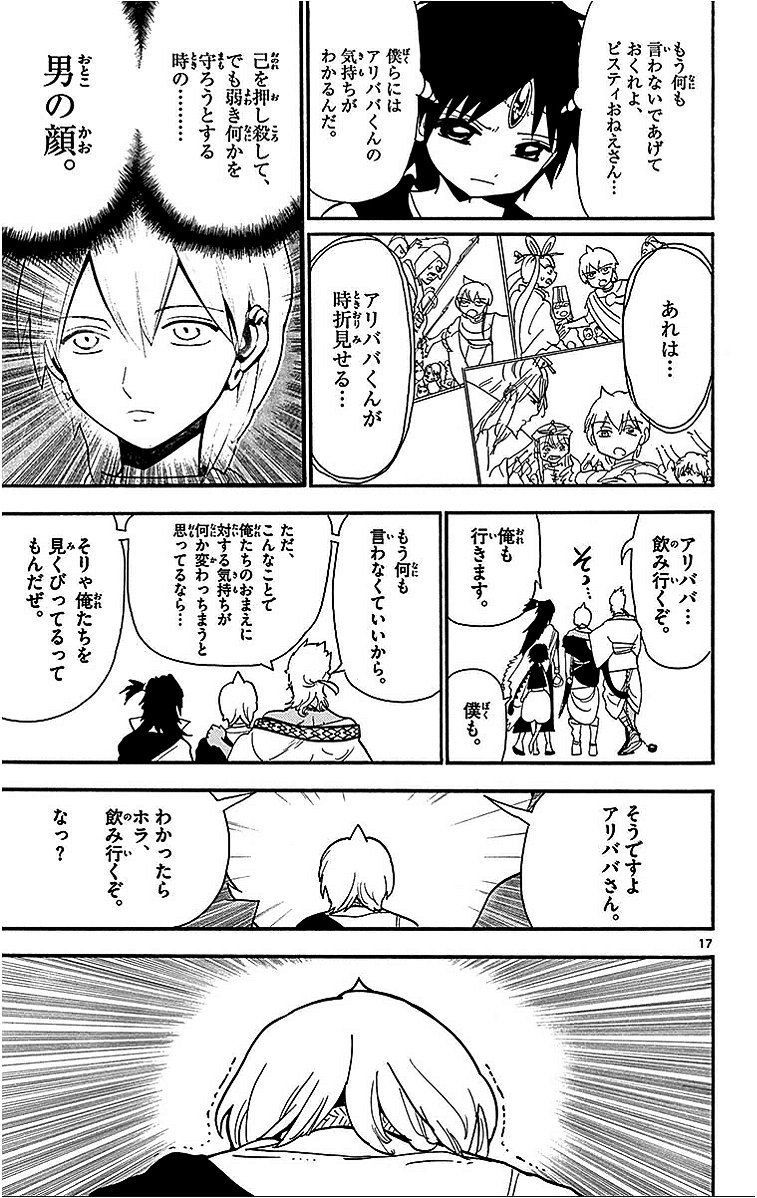 もう何も
言わないであげて
おくれよ、
ピスティおねえさん…
僕らには
アリババくんの
気持ちが
わかるんだ。
あれは…
アリババくんが
時折見せる…
己を押し殺して、
でも弱き何かを
守ろうとする
時の………
男の顔。
アリババ…
飲み行くぞ。
そっ…
俺も
行きます。
僕も。
もう何も
言わなくていいから。
ただ、
こんなことで
俺たちのおまえに
対する気持ちが
何か変わっちまうと
思ってるなら…
そりゃ俺たちを
見くびってるって
もんだぜ。
そうですよ
アリババさん。
わかったら
ホラ、
飲み行くぞ。
なっ？
17